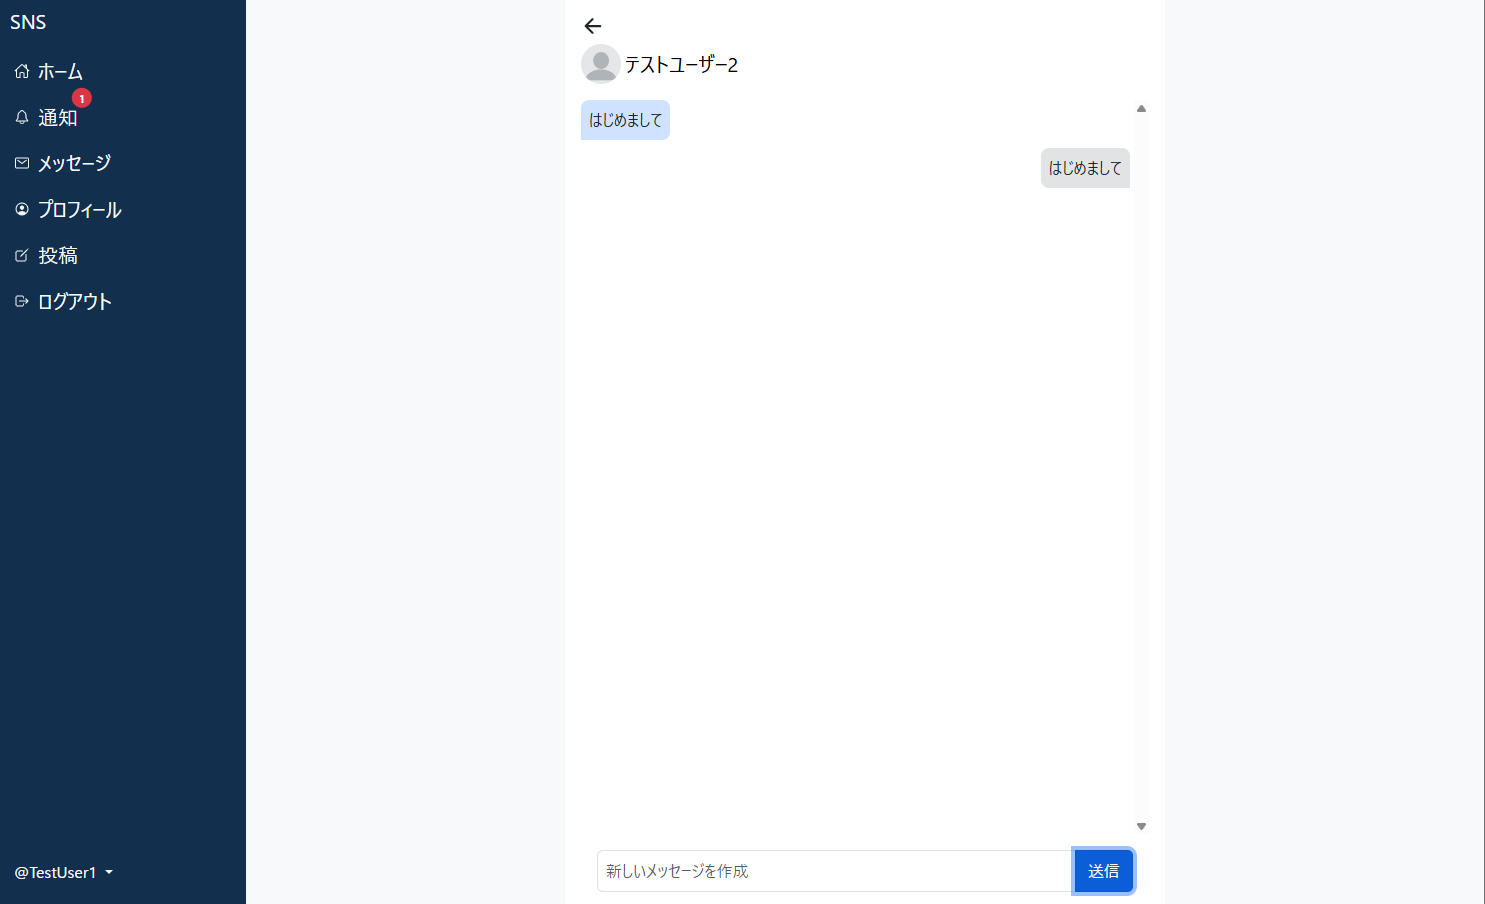 SNS
ホーム
1
通知
メッセージ
プロフィール
投稿
ログアウト
@TestUser1
テストユーザー2
はじめまして
はじめまして
新しいメッセージを作成
送信